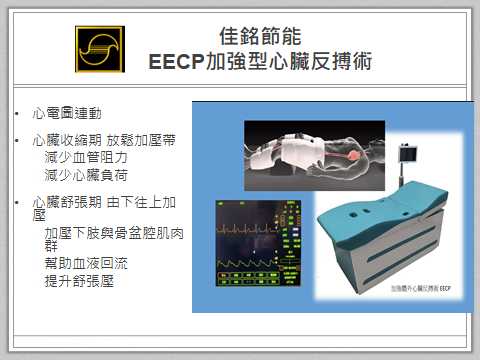 佳銘節能
EECP加強型心臟反搏術
• 心電圖連動
• 心臟收縮期 放鬆加壓帶
減少血管阻力
減少心臟負荷
• 心臟舒張期 由下往上加
壓
加壓下肢與骨盆腔肌肉
群
幫助血液回流
提升舒張壓
加強體外心臟反搏術 EECP